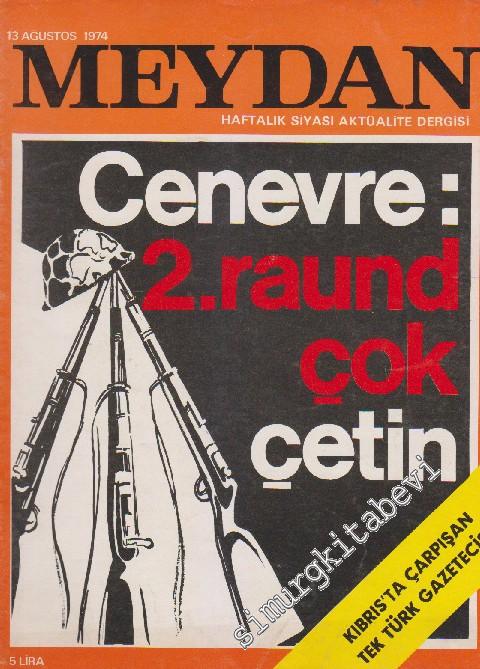 13 AGUSTOS 1974
MEYDAN
HAFTALIK SİYASİ AKTÜALİTE DERGİSİ
Cenevre:
2.raund
çok
çetin
KIBRIS'TA ÇARPIŞAN
TEK TÜRK GAZETECİ
5 LİRA
simurgkitabevi